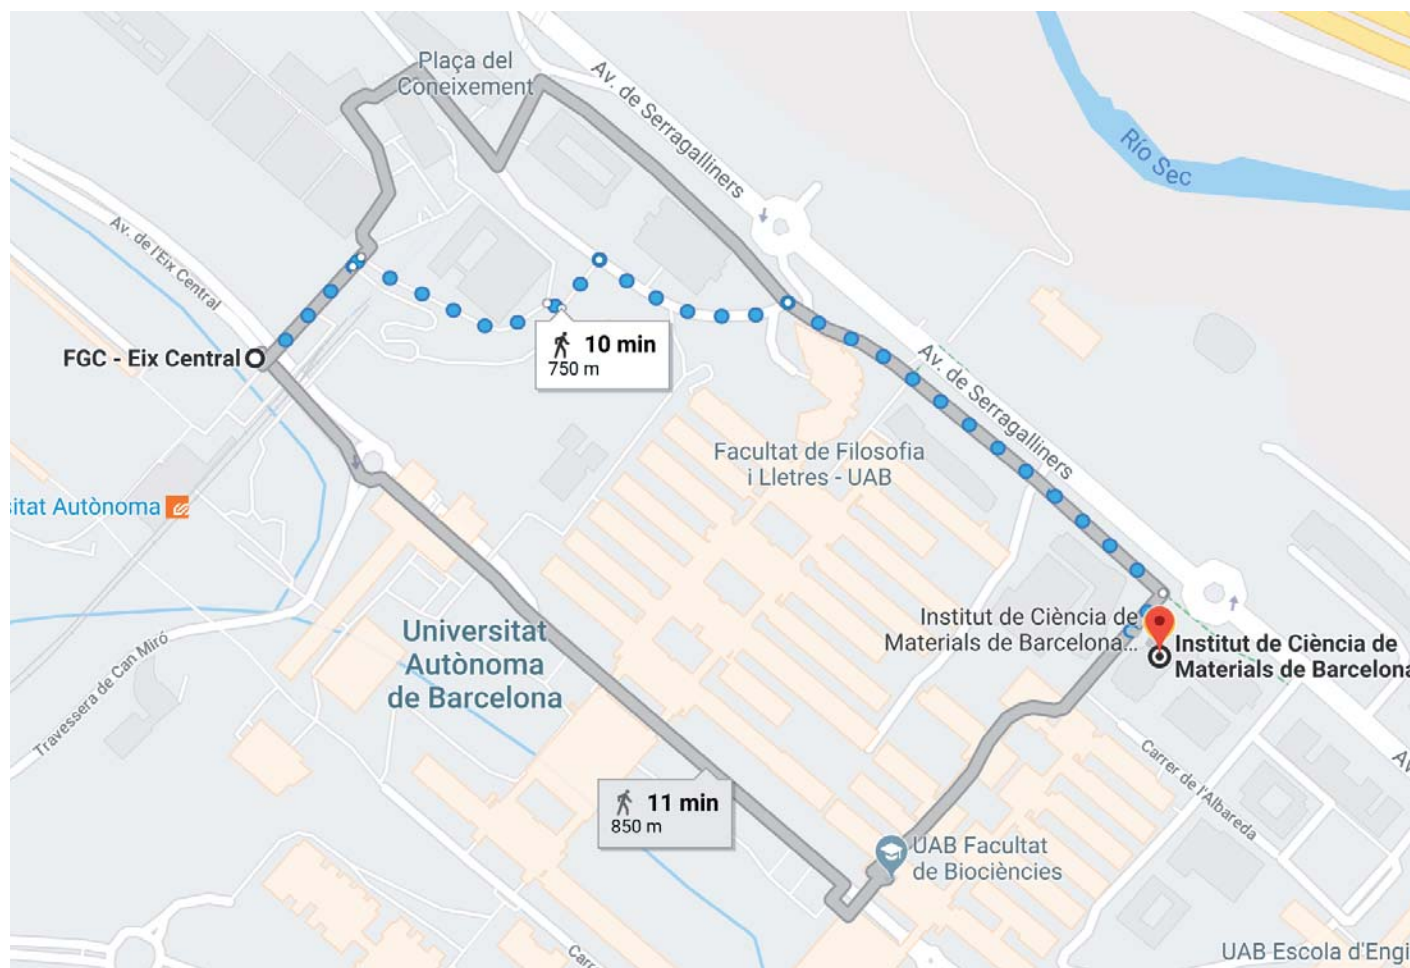 Plaça del
Coneixement
Av. de Serragalliners
Río Sec
Av. de l'Eix Central
FGC - Eix Central
10 min
750 m
Av. de Serragalliners
Facultat de Filosofia
i Lletres - UAB
sitat Autònoma
Institut de Ciència de
Materials de Barcelona...
Institut de Ciència de
Materials de Barcelona
Universitat
Autònoma
de Barcelona
Travessera de Can Miró
Carrer de l'Albareda
Av
11 min
850 m
UAB Facultat
de Biociències
UAB Escola d'Engi
Carr